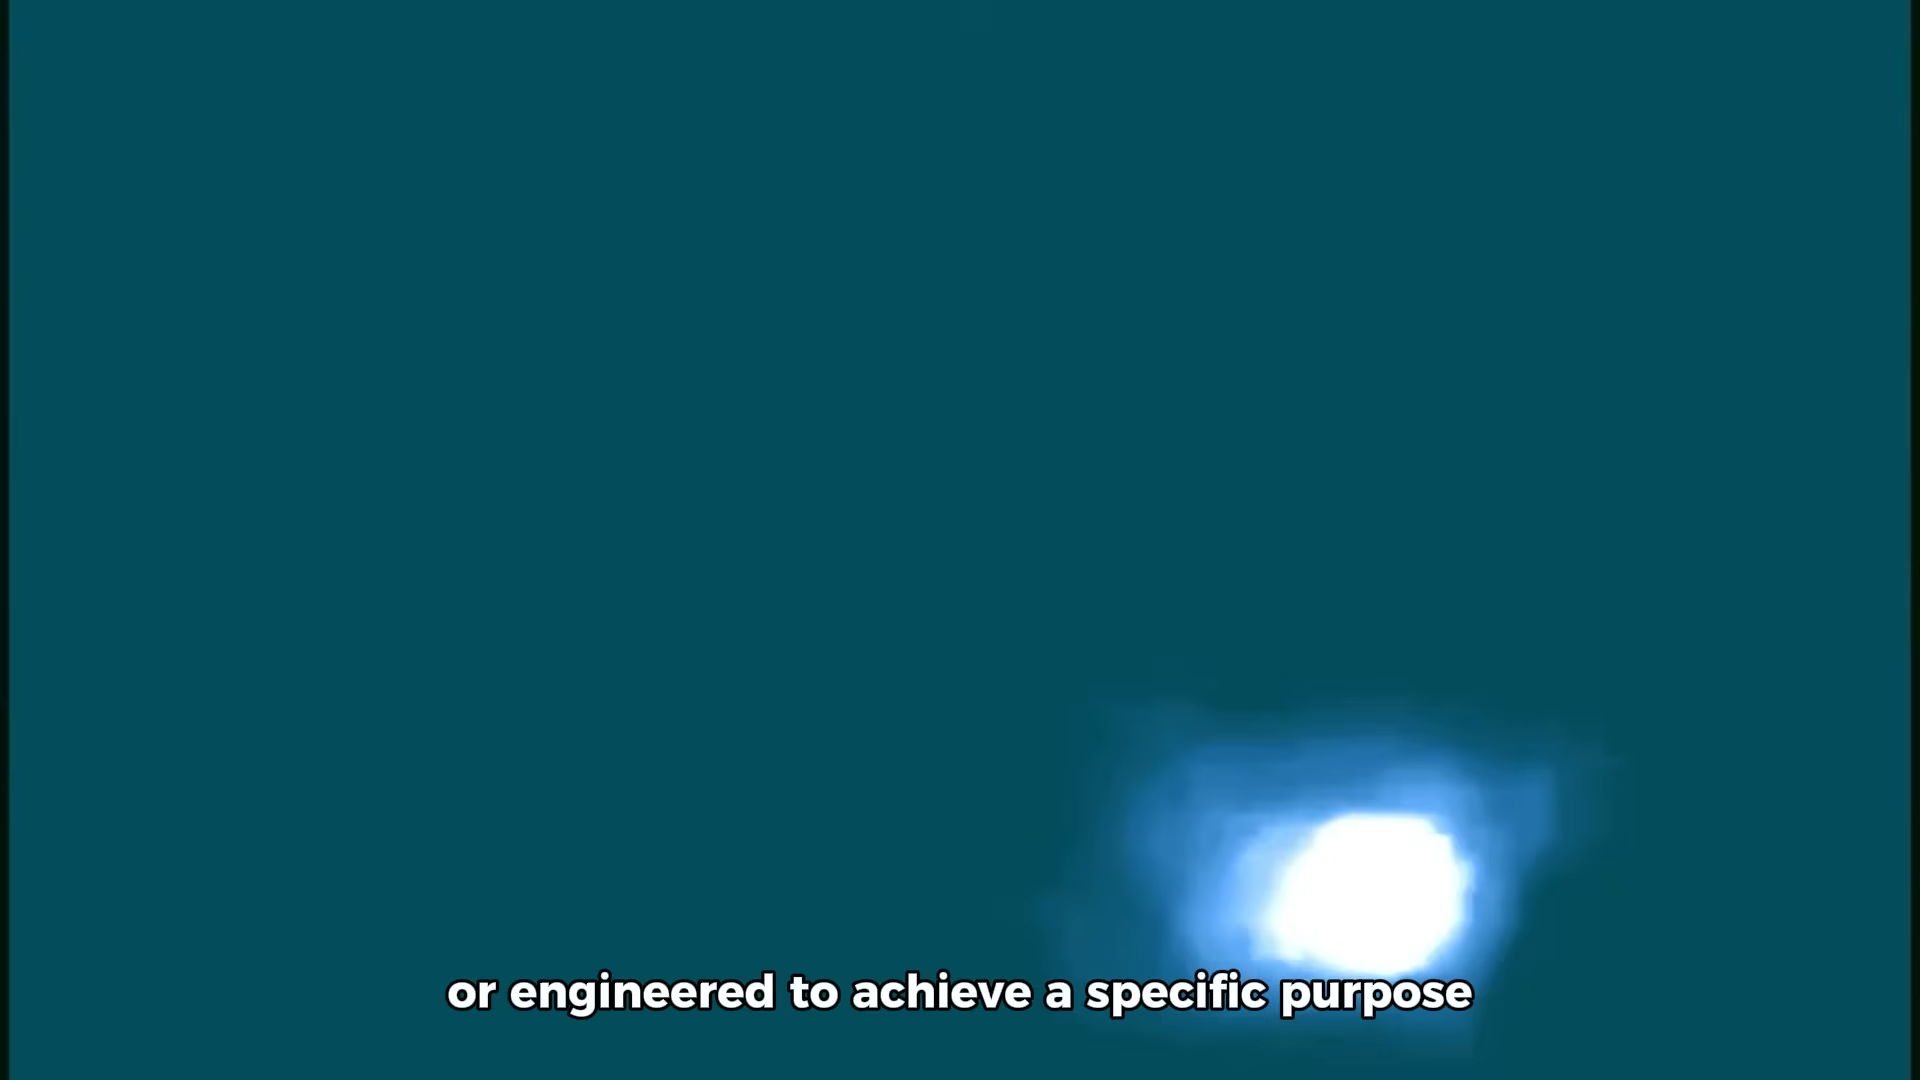 or engineered to achieve a specific purpose